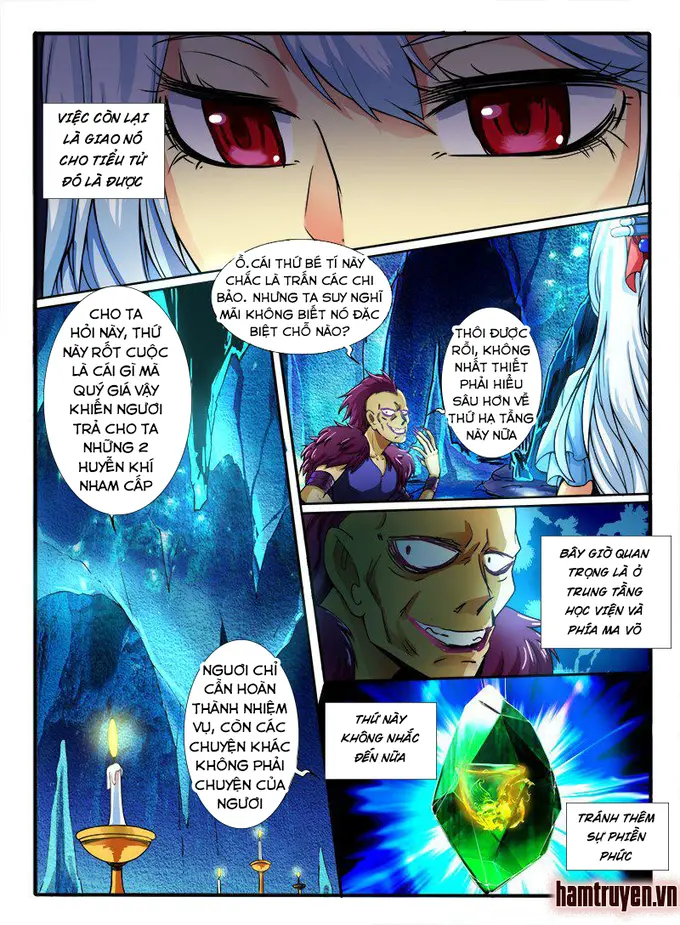 VIỆC CÒN LẠI
LÀ GIAO NÓ
CHO TIỂU TỬ
ĐÓ LÀ ĐƯỢC
Ồ.CÁI THỨ BÉ TÍ NÀY
CHẮC LÀ TRẤN CÁC CHI
BẢO. NHƯNG TA SUY NGHĨ
MÃI KHÔNG BIẾT NÓ ĐẶC
BIỆT CHỖ NÀO?
CHO TA
HỎI NÀY, THỨ
NÀY RỐT CUỘC
LÀ CÁI GÌ MÀ
QUÝ GIÁ VẬY
KHIẾN NGƯƠI
TRẢ CHO TA
NHỮNG 2
HUYỄN KHÍ
NHAM CẤP
THÔI ĐƯỢC
RỒI, KHÔNG
NHẤT THIẾT
PHẢI HIỂU
SÂU HƠN VỀ
THỨ HẠ TẦNG
NÀY NỮA
BÂY GIỜ QUAN
TRỌNG LÀ Ở
TRUNG TẦNG
HỌC VIỆN VÀ
PHÍA MA VÕ
NGUƠI CHỈ
CẦN HOÀN
THÀNH NHIỆM
VỤ, CÒN CÁC
CHUYỆN KHÁC
KHÔNG PHẢI
CHUYỆN CỦA
NGƯƠI
THỨ NÀY
KHÔNG NHẮC
ĐẾN NỮA
TRÁNH THÊM
SỰ PHIỀN
PHỨC
hamtruyen.vn